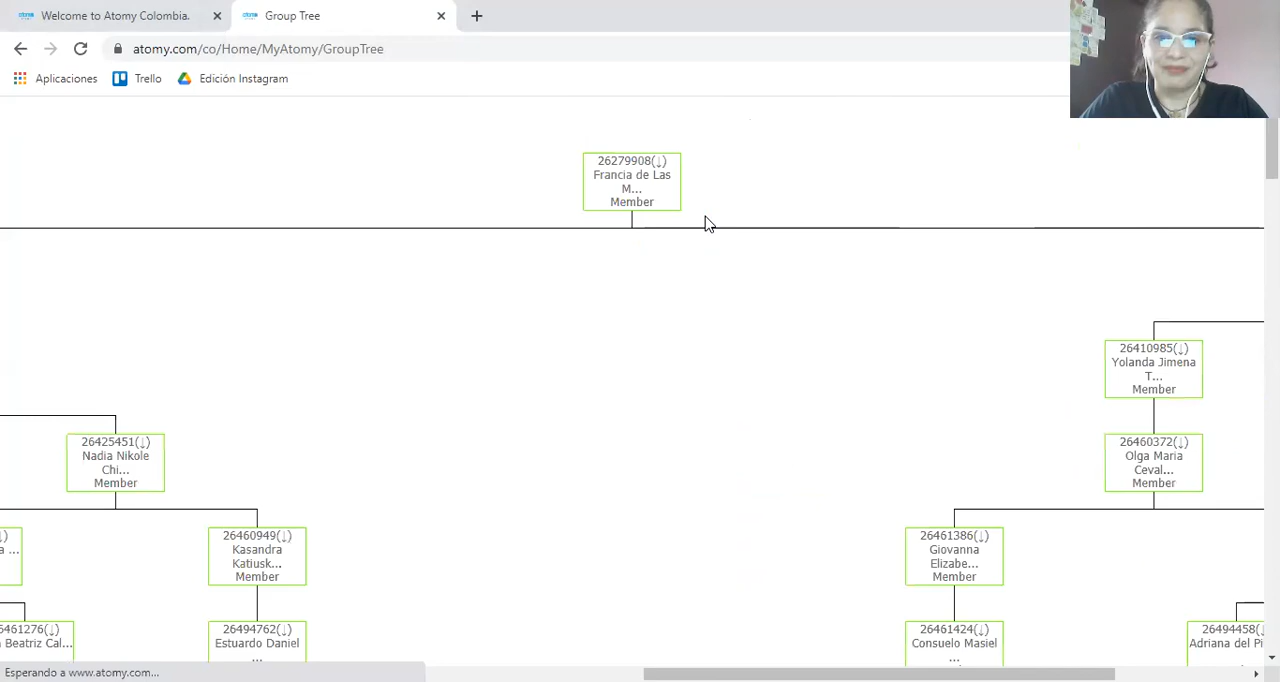 Welcome to Atomy Colombia.
Group Tree
atomy.com/co/Home/MyAtomy/GroupTree
Aplicaciones
Trello
Edición Instagram
26279908(↓)
Francia de Las
M...
Member
26410985(↓)
Yolanda Jimena
T...
Member
26425451(↓)
Nadia Nikole
Chi...
Member
26460372(↓)
Olga Maria
Ceval...
Member
↓)
a ...
26460949(↓)
Kasandra
Katiusk...
Member
26461386(↓)
Giovanna
Elizabe...
Member
6461276(↓)
Beatriz Cal...
26494762(↓)
Estuardo Daniel
...
26461424(↓)
Consuelo Masiel
...
26494458(↓
Adriana del Pi
Esperando a www.atomy.com...